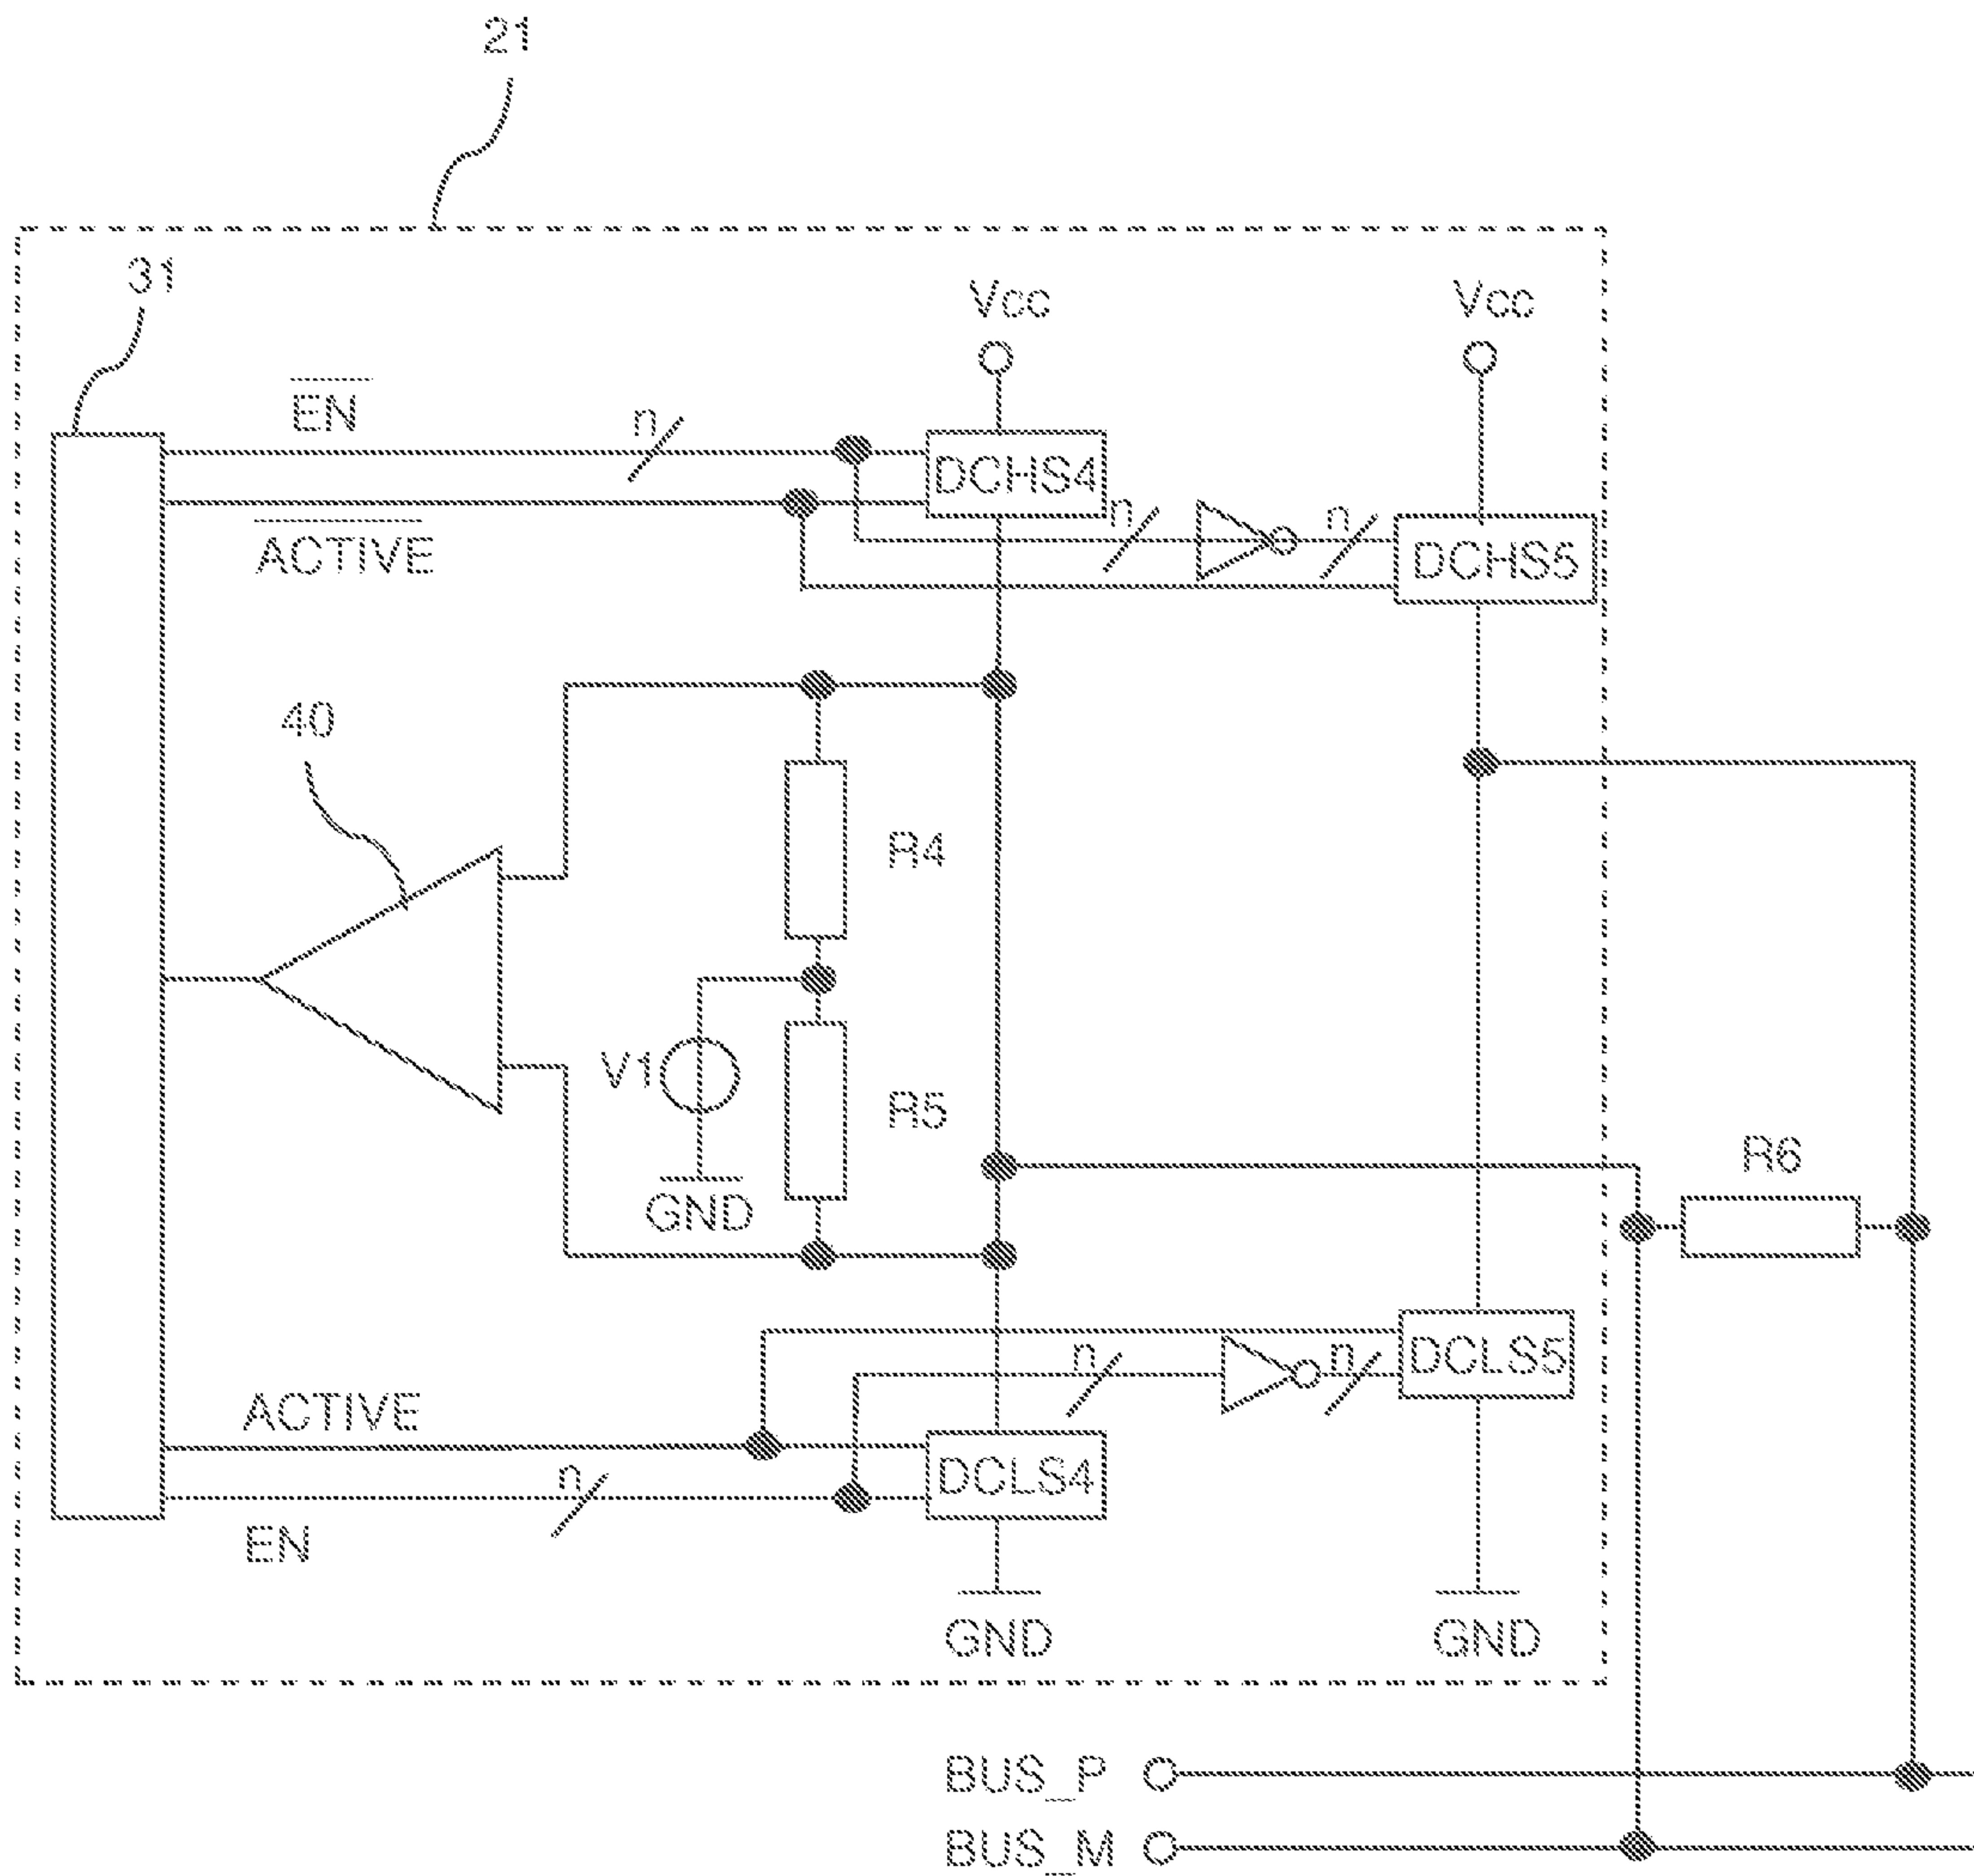 21
31
Vcc
Vcc
EN
n
DCHS4
ACTIVE
n
n
DCHS5
40
R4
V1
R5
GND
R6
ACTIVE
n
n
DCLS5
n
DCLS4
EN
GND
GND
BUS_P
BUS_M